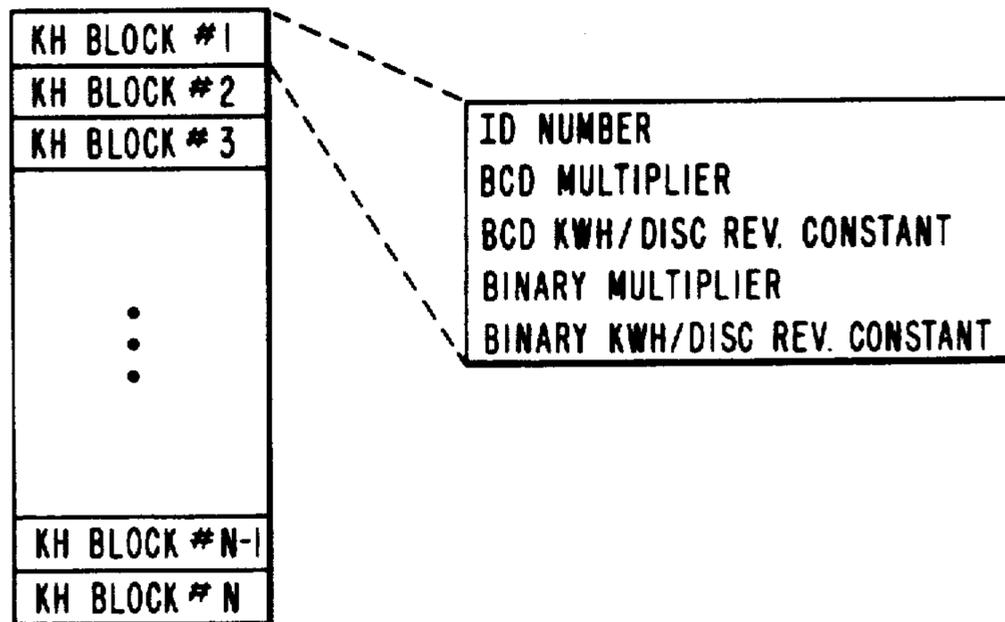 KH BLOCK #1
KH BLOCK #2
KH BLOCK #3
ID NUMBER
BCD MULTIPLIER
BCD KWH/DISC REV. CONSTANT
BINARY MULTIPLIER
BINARY KWH/DISC REV. CONSTANT
KH BLOCK #N-1
KH BLOCK #N